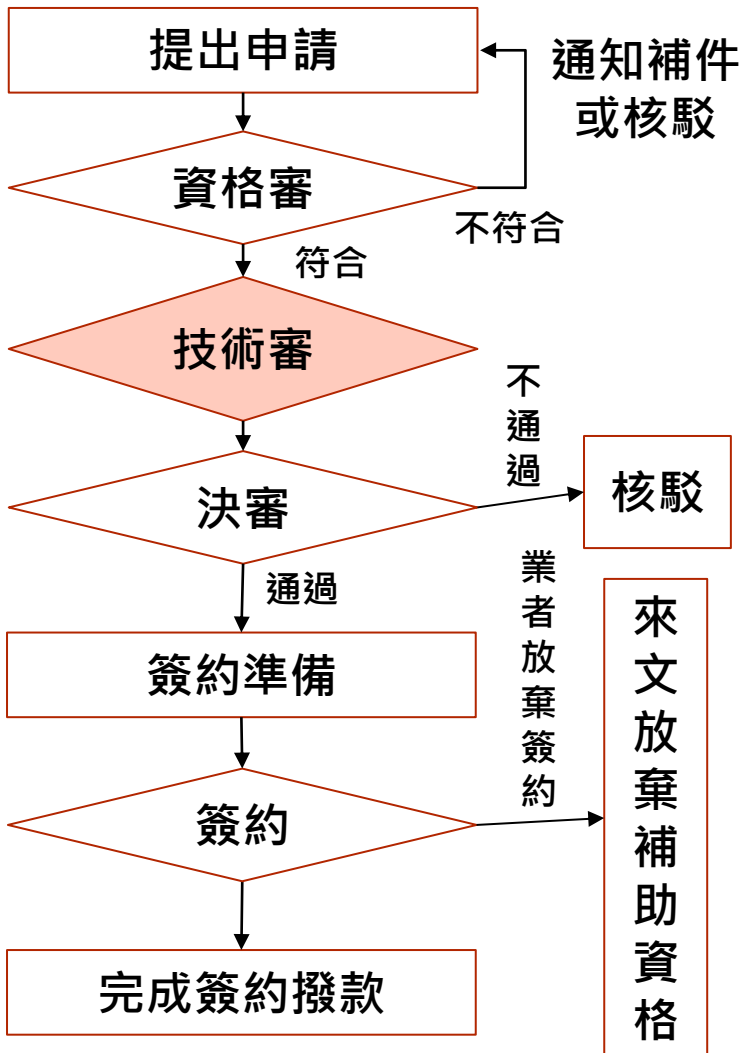 提出申請
通知補件
或核駁
資格審
不符合
符合
技術審
不通過
決審
核駁
通過
業者放棄簽約
簽約準備
來文放棄補助資格
簽約
完成簽約撥款